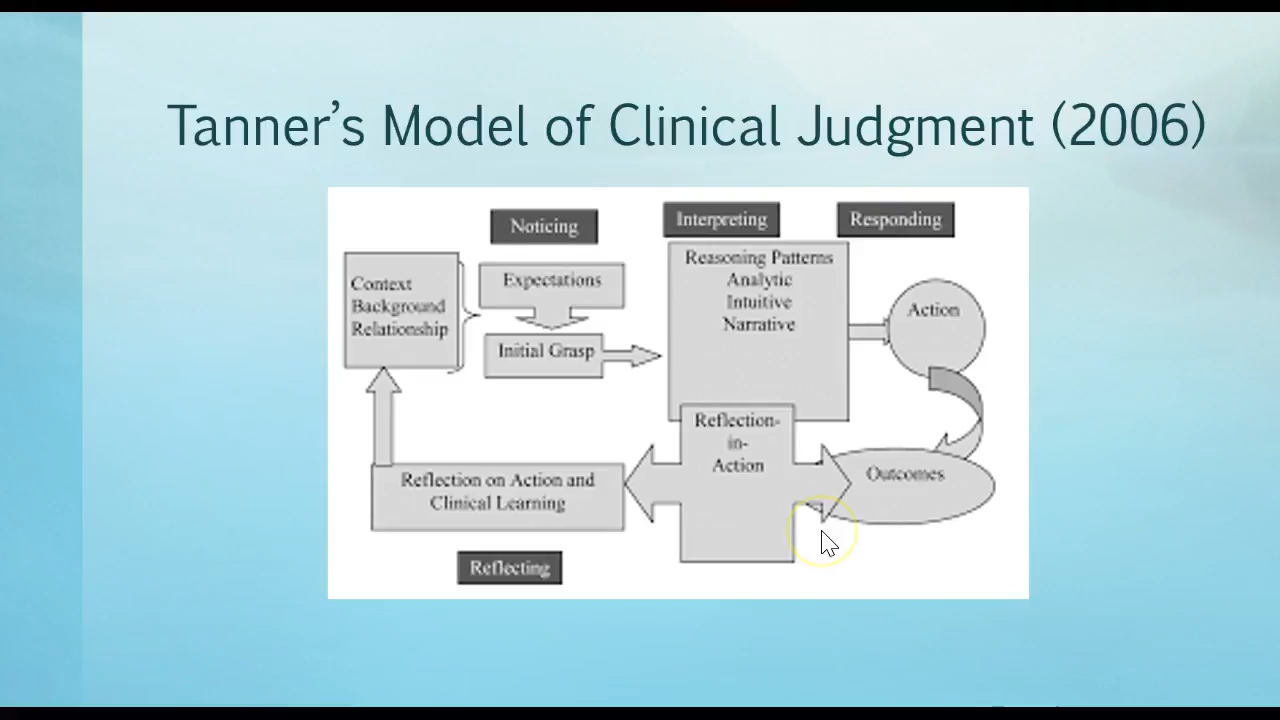 Tanner's Model of Clinical Judgment (2006)
Noticing
Interpreting
Responding
Context
Background
Relationship
Expectations
Initial Grasp
Reasoning Patterns
Analytic
Intuitive
Narrative
Action
Reflection-
in-
Action
Outcomes
Reflection on Action and
Clinical Learning
Reflecting